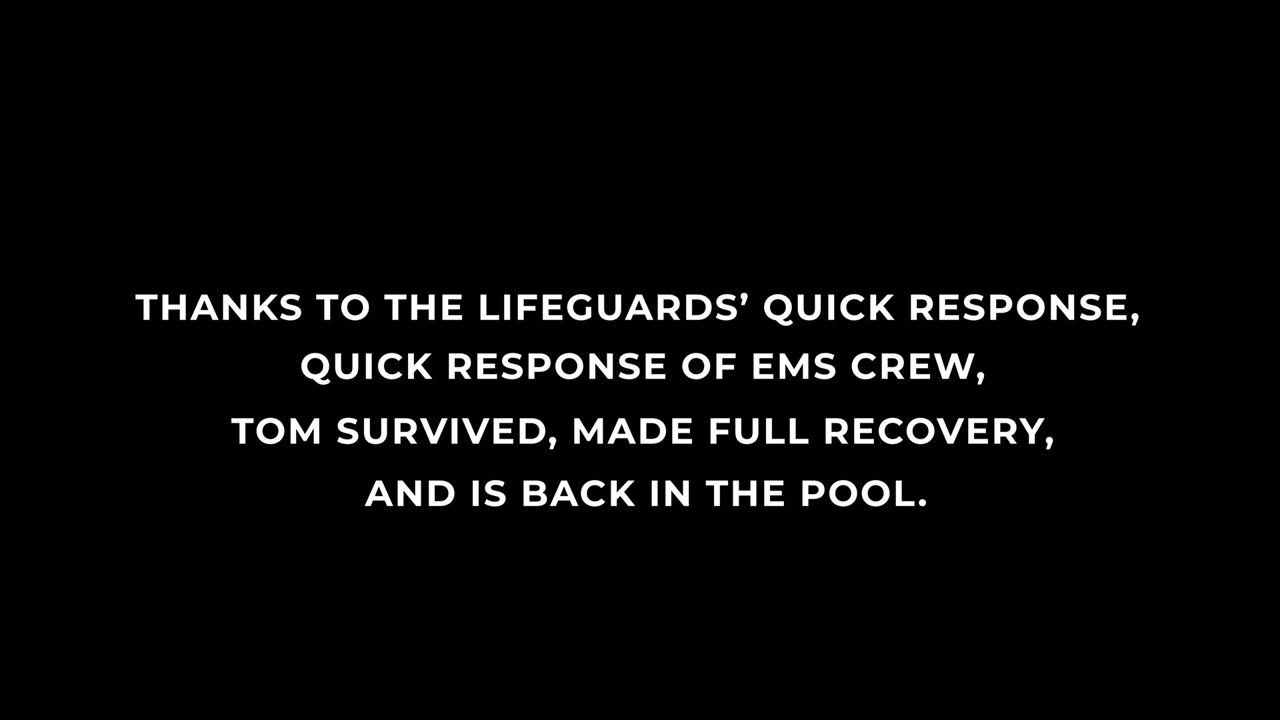 THANKS TO THE LIFEGUARDS’ QUICK RESPONSE,
QUICK RESPONSE OF EMS CREW,
TOM SURVIVED, MADE FULL RECOVERY,
AND IS BACK IN THE POOL.